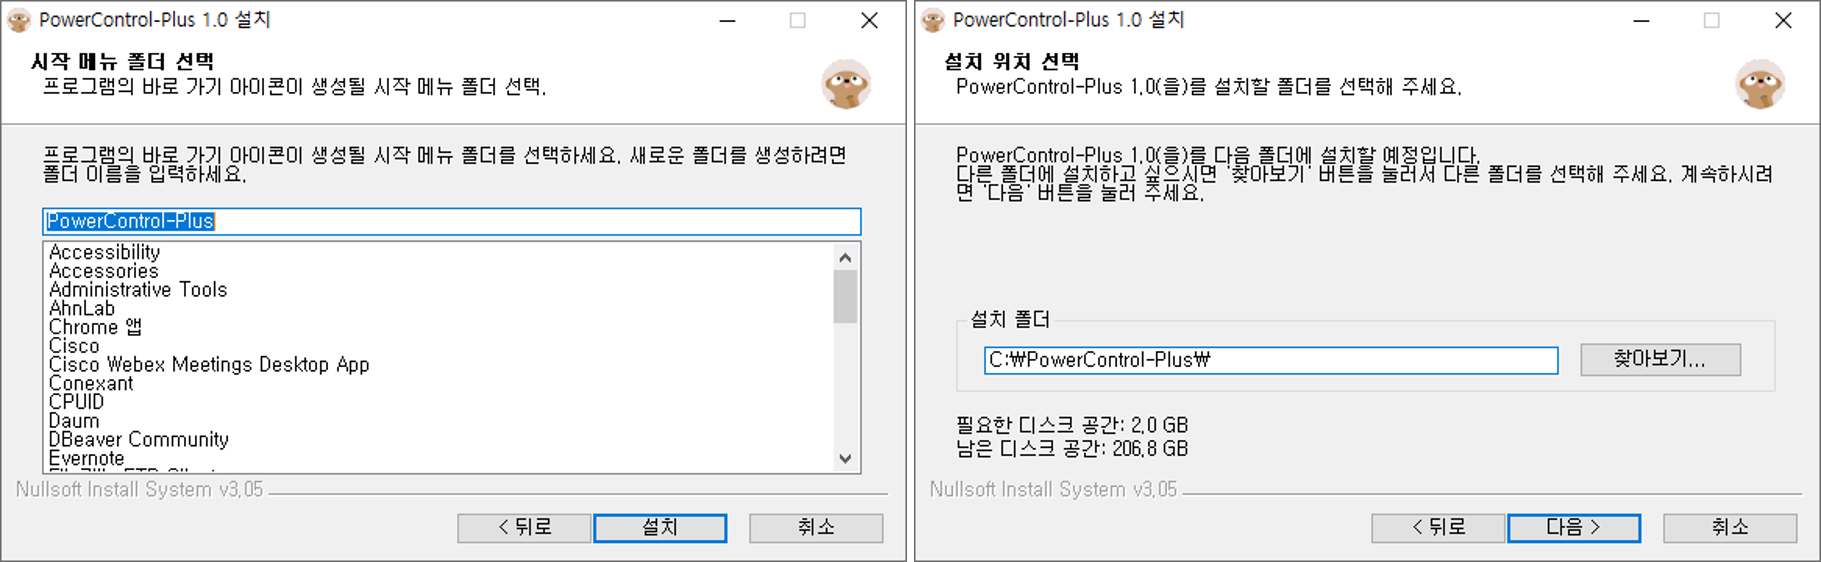 PowerControl-Plus 1.0 설치
시작 메뉴 폴더 선택
프로그램의 바로 가기 아이콘이 생성될 시작 메뉴 폴더 선택.
프로그램의 바로 가기 아이콘이 생성될 시작 메뉴 폴더를 선택하세요. 새로운 폴더를 생성하려면
폴더 이름을 입력하세요.
PowerControl-Plus
Accessibility
Accessories
Administrative Tools
AhnLab
Chrome 앱
Cisco
Cisco Webex Meetings Desktop App
Conexant
CPUID
Daum
DBeaver Community
Evernote
Nullsoft Install System v3.05
< 뒤로
설치
취소
PowerControl-Plus 1.0 설치
설치 위치 선택
PowerControl-Plus 1.0(을)를 설치할 폴더를 선택해 주세요.
PowerControl-Plus 1.0(을)를 다음 폴더에 설치할 예정입니다.
다른 폴더에 설치하고 싶으시면 '찾아보기' 버튼을 눌러서 다른 폴더를 선택해 주세요. 계속하시려
면 '다음' 버튼을 눌러 주세요.
설치 폴더
C:₩PowerControl-Plus₩
찾아보기...
필요한 디스크 공간: 2.0 GB
남은 디스크 공간: 206.8 GB
Nullsoft Install System v3.05
< 뒤로
다음 >
취소